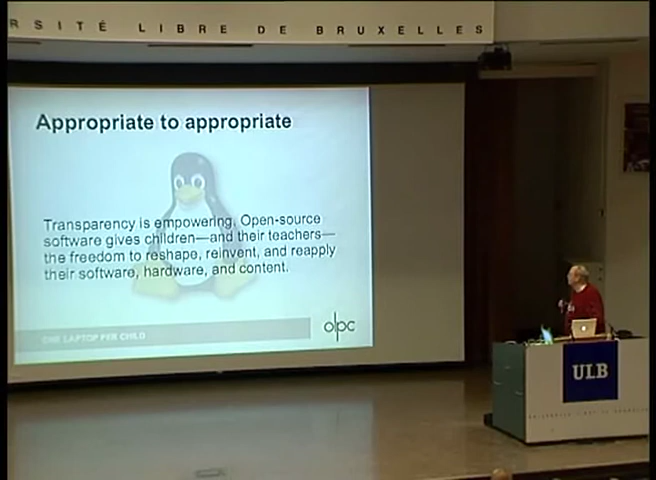 RSITÉ LIBRE DE BRUXELLES
Appropriate to appropriate
Transparency is empowering. Open-source
software gives children—and their teachers—
the freedom to reshape, reinvent, and reapply
their software, hardware, and content.
ONE LAPTOP PER CHILD
olpc
ULB